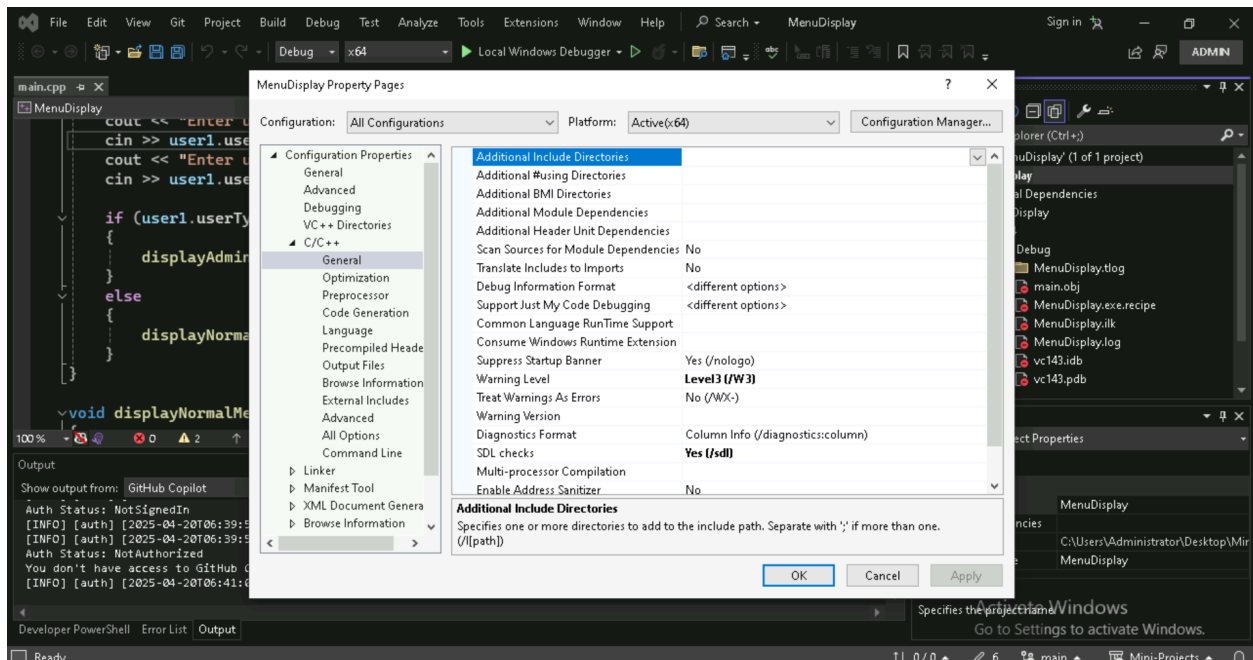 File Edit View Git Project Build Debug Test Analyze Tools Extensions Window Help Search MenuDisplay Sign in
Debug x64 Local Windows Debugger ADMIN
main.cpp
MenuDisplay
cout << "Enter u
cin >> user1.use
cout << "Enter u
cin >> user1.use
if (user1.userTy
{
displayAdmin
}
else
{
displayNorma
}
}
void displayNormalMe
{
100 % 0 2
Output
Show output from: GitHub Copilot
Auth Status: NotSignedIn
[INFO] [auth] [2025-04-20T06:39:5
[INFO] [auth] [2025-04-20T06:39:5
Auth Status: NotAuthorized
You don't have access to GitHub C
[INFO] [auth] [2025-04-20T06:41:0
Developer PowerShell Error List Output
Ready
MenuDisplay Property Pages ? 
Configuration: All Configurations Platform: Active(x64) Configuration Manager...
Configuration Properties
General
Advanced
Debugging
VC++ Directories
C/C++
General
Optimization
Preprocessor
Code Generation
Language
Precompiled Heade
Output Files
Browse Information
External Includes
Advanced
All Options
Command Line
Linker
Manifest Tool
XML Document Genera
Browse Information
Additional Include Directories
Additional #using Directories
Additional BMI Directories
Additional Module Dependencies
Additional Header Unit Dependencies
Scan Sources for Module Dependencies No
Translate Includes to Imports No
Debug Information Format <different options>
Support Just My Code Debugging <different options>
Common Language RunTime Support
Consume Windows Runtime Extension
Suppress Startup Banner Yes (/nologo)
Warning Level Level3 (/W3)
Treat Warnings As Errors No (/WX-)
Warning Version
Diagnostics Format Column Info (/diagnostics:column)
SDL checks Yes (/sdl)
Multi-processor Compilation
Enable Address Sanitizer No
Additional Include Directories
Specifies one or more directories to add to the include path. Separate with ';' if more than one.
(/I[path])
OK Cancel Apply
plorer (Ctrl+;)
nuDisplay' (1 of 1 project)
play
al Dependencies
Display
Debug
MenuDisplay.tlog
main.obj
MenuDisplay.exe.recipe
MenuDisplay.ilk
MenuDisplay.log
vc143.idb
vc143.pdb
ect Properties
MenuDisplay
ncies
C:\Users\Administrator\Desktop\Mir
MenuDisplay
Specifies the project name.
Activate Windows
Go to Settings to activate Windows.
0 / 0 6 main Mini-Projects